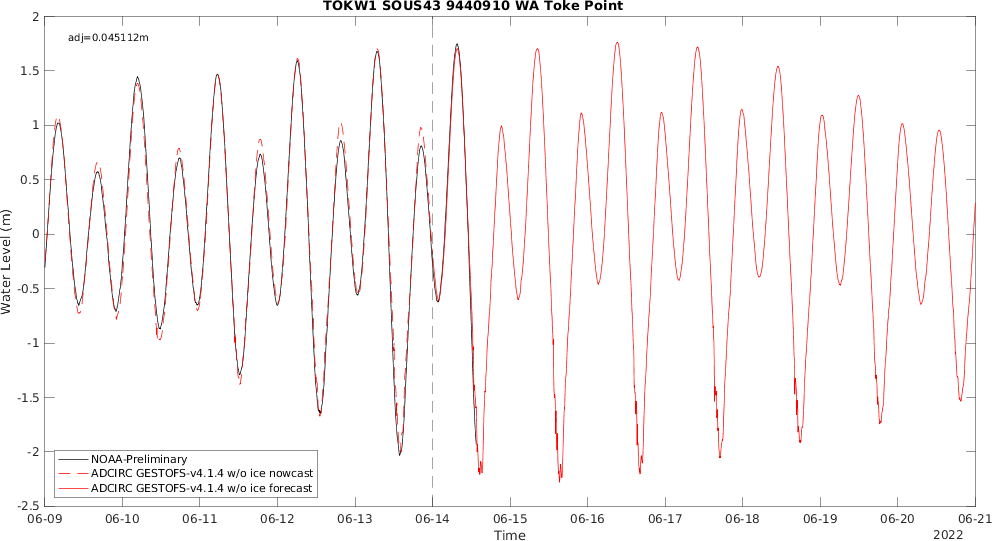 TOKW1 SOUS43 9440910 WA Toke Point
adj=0.045112m
2
1.5
1
0.5
0
-0.5
-1
-1.5
-2
-2.5
Water Level (m)
NOAA-Preliminary
ADCIRC GESTOFS-v4.1.4 w/o ice nowcast
ADCIRC GESTOFS-v4.1.4 w/o ice forecast
06-09 06-10 06-11 06-12 06-13 06-14 06-15 06-16 06-17 06-18 06-19 06-20 06-21
Time
2022